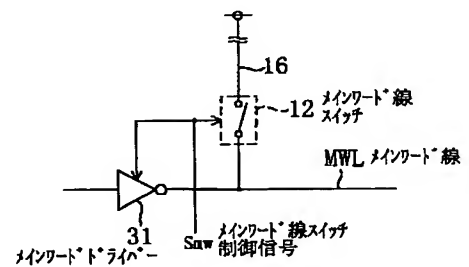 16
12 メインワード線
スイッチ
MWL メインワード線
31
メインワードドライバー
Smw メインワード線スイッチ
制御信号